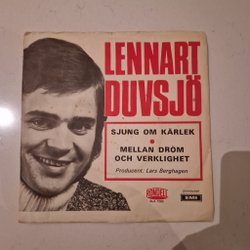 LENNART
DUVSJÖ
SJUNG OM KÄRLEK
MELLAN DRÖM
OCH VERKLIGHET
Producent: Lars Berghagen
EMI